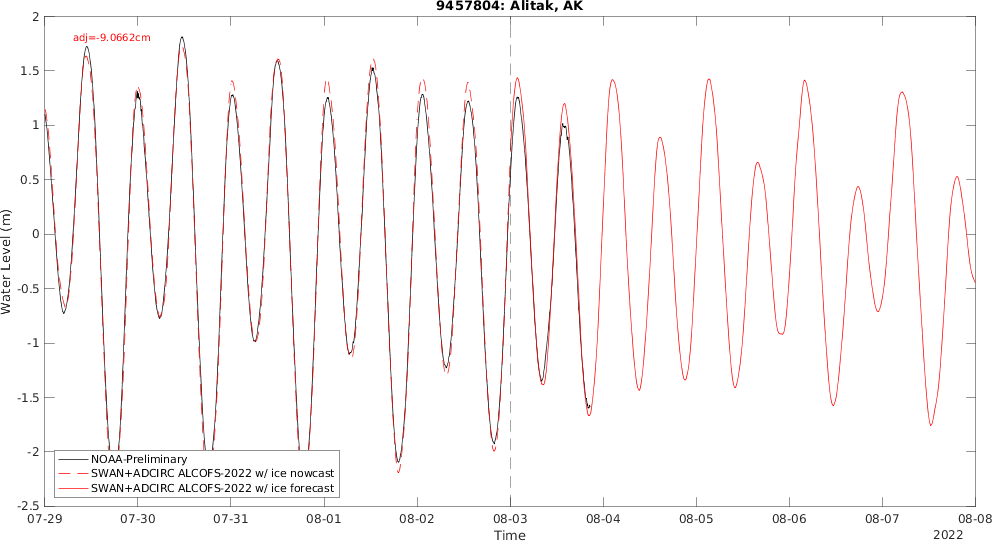 9457804: Alitak, AK
adj=-9.0662cm
Water Level (m)
2
1.5
1
0.5
0
-0.5
-1
-1.5
-2
-2.5
NOAA-Preliminary
SWAN+ADCIRC ALCOFS-2022 w/ ice nowcast
SWAN+ADCIRC ALCOFS-2022 w/ ice forecast
07-29 07-30 07-31 08-01 08-02 08-03 08-04 08-05 08-06 08-07 08-08
Time
2022